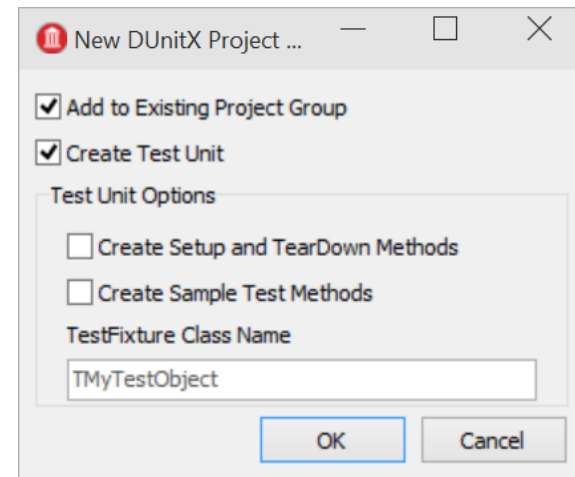 New DUnitX Project ...
Add to Existing Project Group
Create Test Unit
Test Unit Options
Create Setup and TearDown Methods
Create Sample Test Methods
TestFixture Class Name
TMyTestObject
OK Cancel